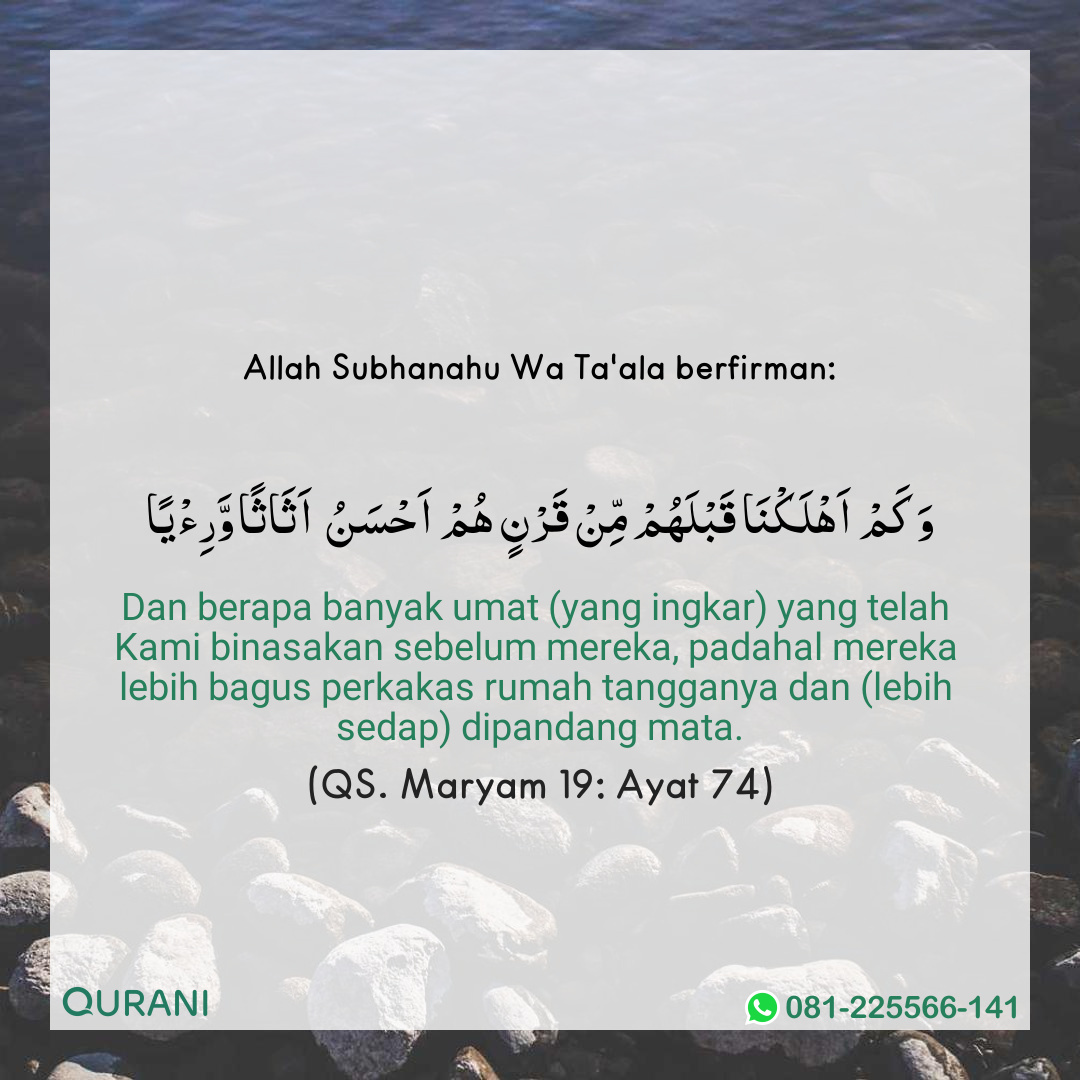 Allah Subhanahu Wa Ta'ala berfirman:
وَكَمْ اَهْلَكْنَا قَبْلَهُمْ مِّنْ قَرْنٍ هُمْ اَحْسَنُ اَثَاثًا وَّرِءْيًا
Dan berapa banyak umat (yang ingkar) yang telah
Kami binasakan sebelum mereka, padahal mereka
lebih bagus perkakas rumah tangganya dan (lebih
sedap) dipandang mata.
(QS. Maryam 19: Ayat 74)
QURANI
081-225566-141